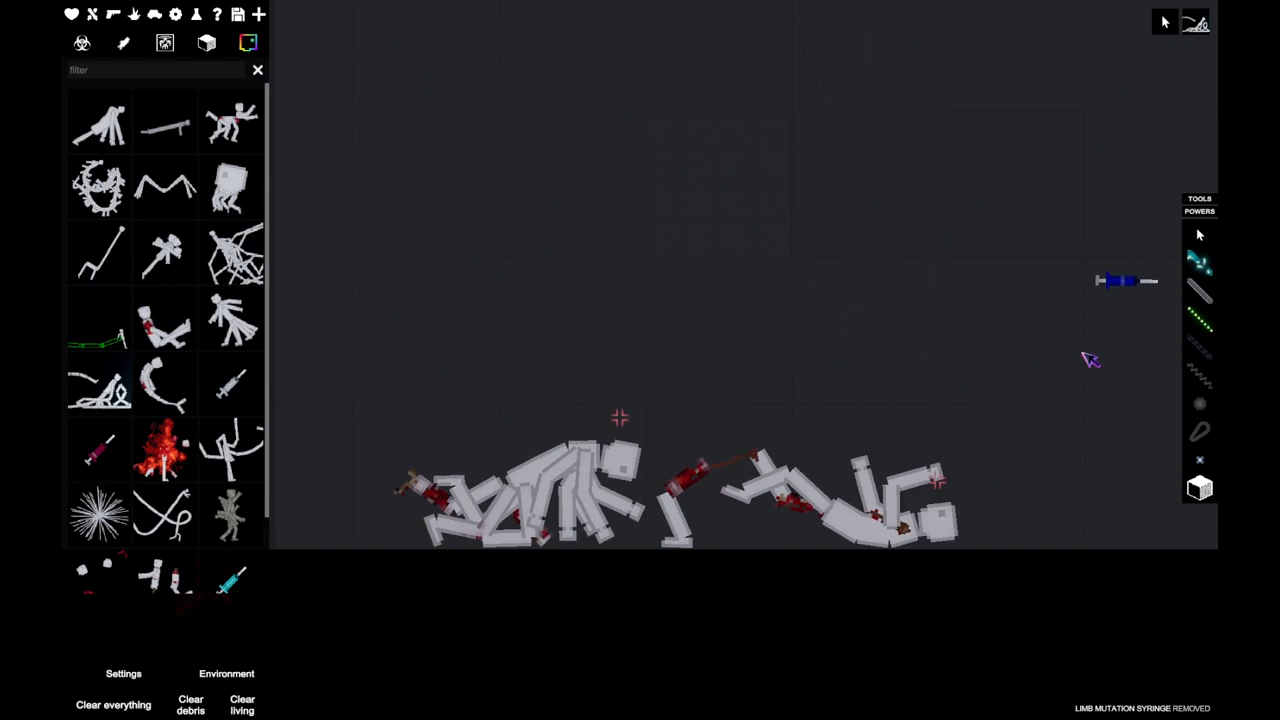 filter
TOOLS
POWERS
Settings
Environment
Clear everything
Clear
debris
Clear
living
LIMB MUTATION SYRINGE REMOVED